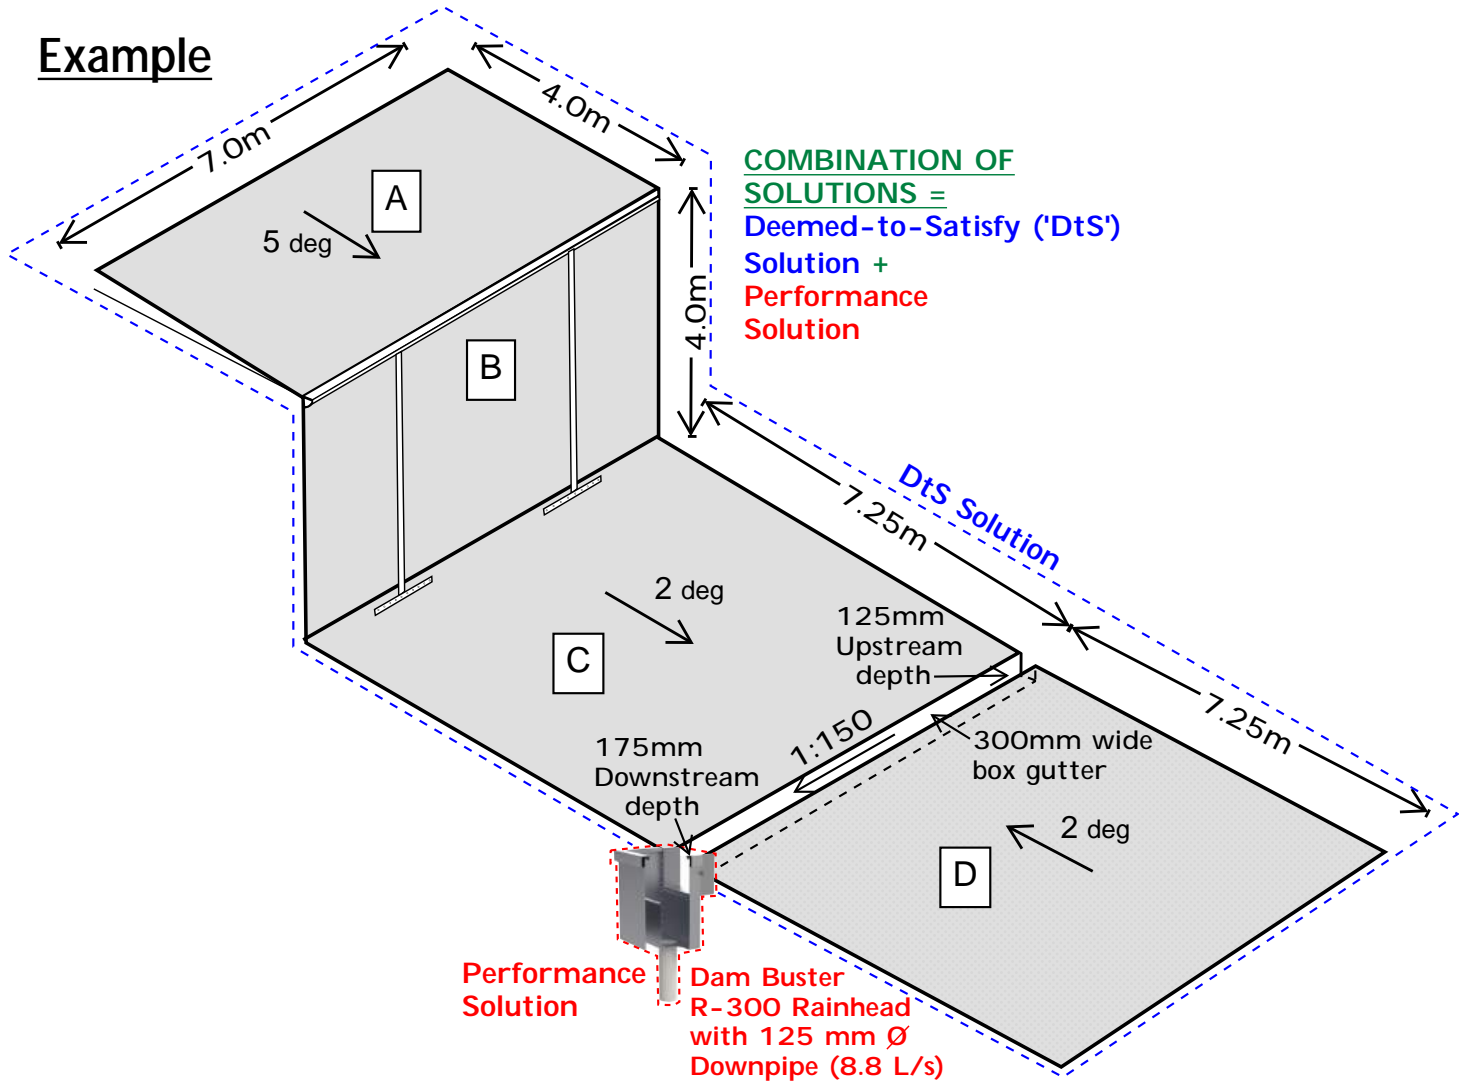 Example
7.0m
4.0m
A
5 deg
COMBINATION OF
SOLUTIONS =
Deemed-to-Satisfy ('DtS')
Solution +
Performance
Solution
4.0m
B
DtS Solution
7.25m
2 deg
125mm
Upstream
depth
C
7.25m
1:150
300mm wide
box gutter
175mm
Downstream
depth
2 deg
D
Performance
Solution
Dam Buster
R-300 Rainhead
with 125 mm Ø
Downpipe (8.8 L/s)